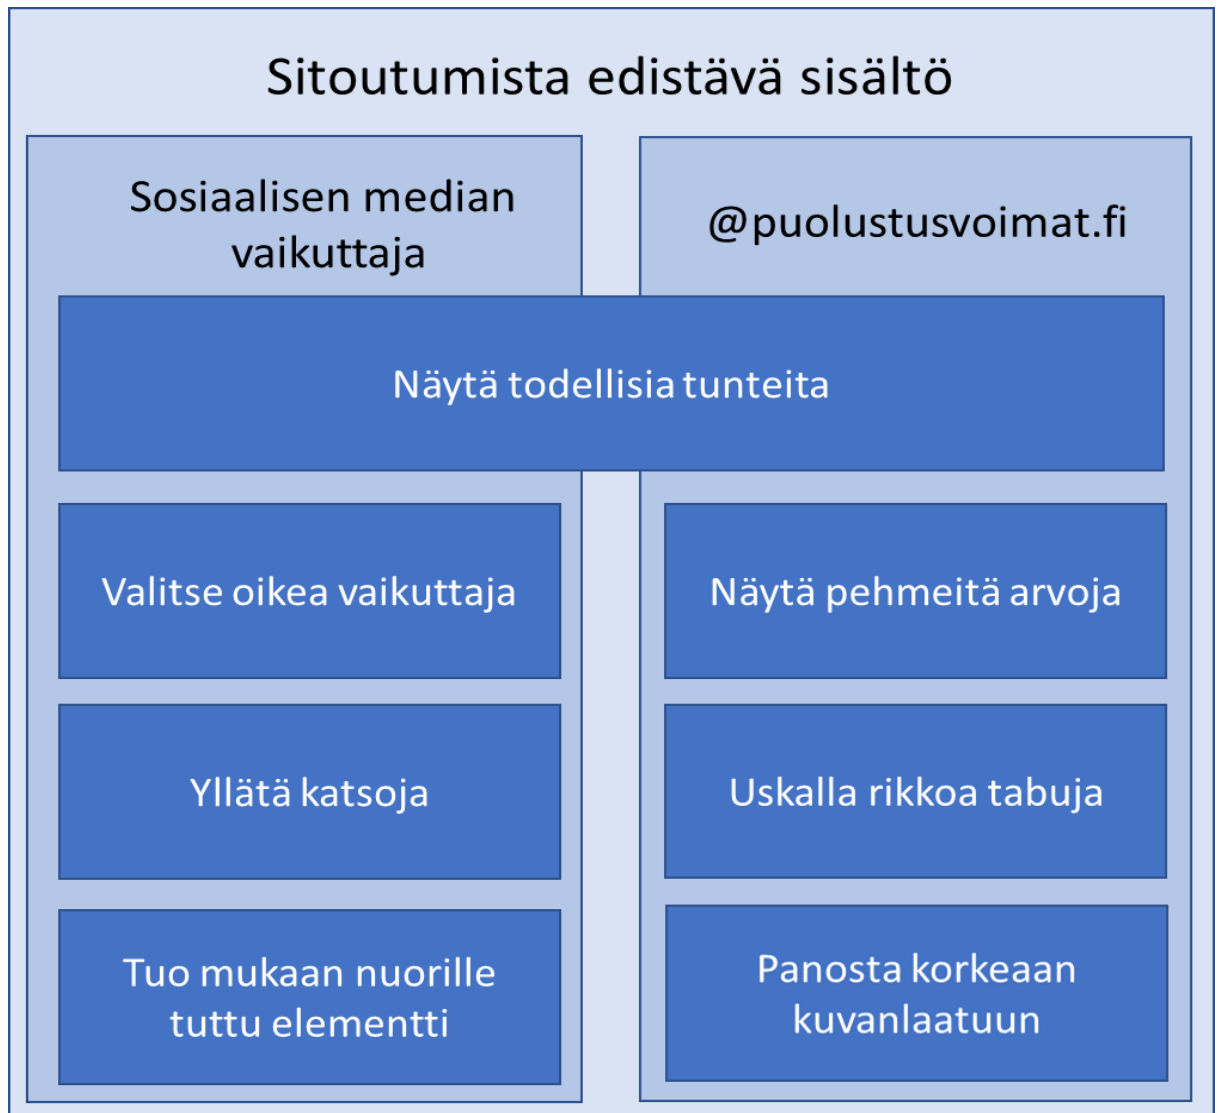 Sitoutumista edistävä sisältö
Sosiaalisen median
vaikuttaja
@puolustusvoimat.fi
Näytä todellisia tunteita
Valitse oikea vaikuttaja
Näytä pehmeitä arvoja
Yllätä katsoja
Uskalla rikkoa tabuja
Tuo mukaan nuorille
tuttu elementti
Panosta korkeaan
kuvanlaatuun